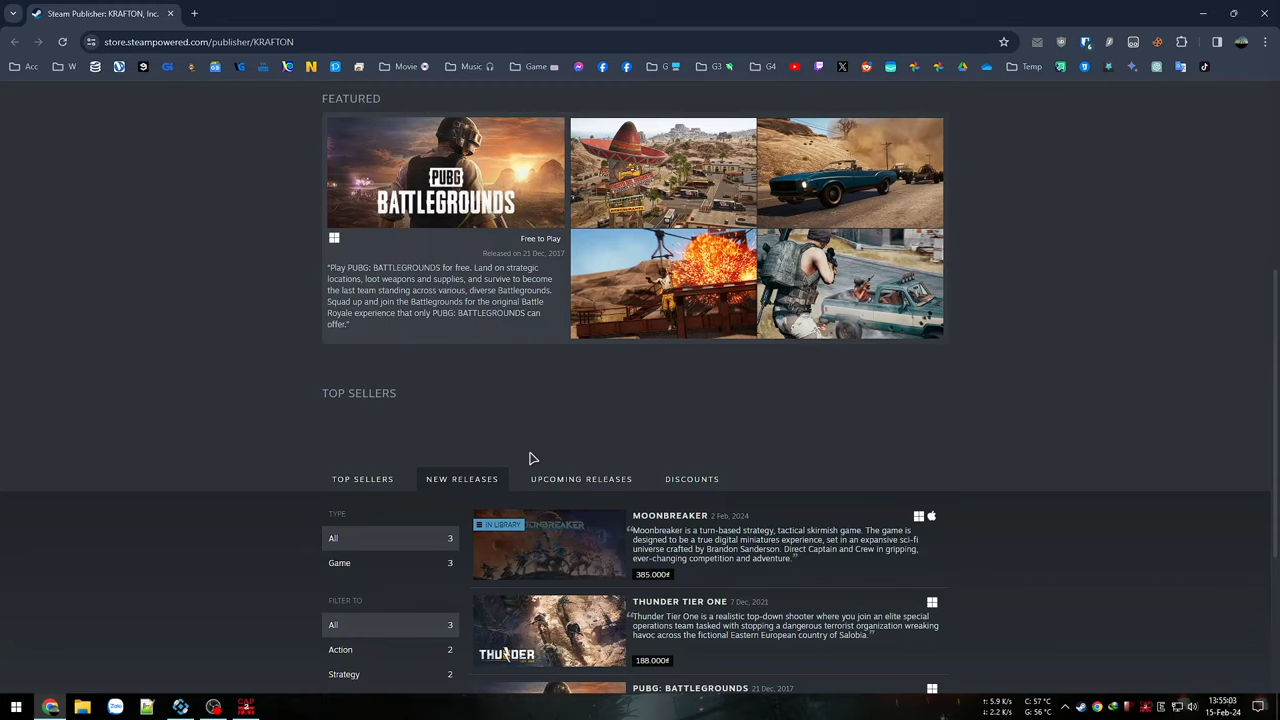 Steam Publisher: KRAFTON, Inc.
store.steampowered.com/publisher/KRAFTON
Acc
W
Movie
Music
Game
G
G3
G4
Temp
FEATURED
PUBG
BATTLEGROUNDS
Free to Play
Released on 21 Dec, 2017
"Play PUBG: BATTLEGROUNDS for free. Land on strategic
locations, loot weapons and supplies, and survive to become
the last team standing across various, diverse Battlegrounds.
Squad up and join the Battlegrounds for the original Battle
Royale experience that only PUBG: BATTLEGROUNDS can
offer."
TOP SELLERS
TOP SELLERS
NEW RELEASES
UPCOMING RELEASES
DISCOUNTS
TYPE
All 3
Game 3
FILTER TO
All 3
Action 2
Strategy 2
IN LIBRARY
MOONBREAKER 2 Feb, 2024
"Moonbreaker is a turn-based strategy, tactical skirmish game. The game is
designed to be a true digital miniatures experience, set in an expansive sci-fi
universe crafted by Brandon Sanderson. Direct Captain and Crew in gripping,
ever-changing competition and adventure."
385.000₫
THUNDER
THUNDER TIER ONE 7 Dec, 2021
"Thunder Tier One is a realistic top-down shooter where you join an elite special
operations team tasked with stopping a dangerous terrorist organization wreaking
havoc across the fictional Eastern European country of Salobia."
188.000₫
PUBG: BATTLEGROUNDS 21 Dec, 2017
Zalo
↑: 5.9 K/s
↓: 2.2 K/s
C: 57 °C
G: 56 °C
13:55:03
15-Feb-24